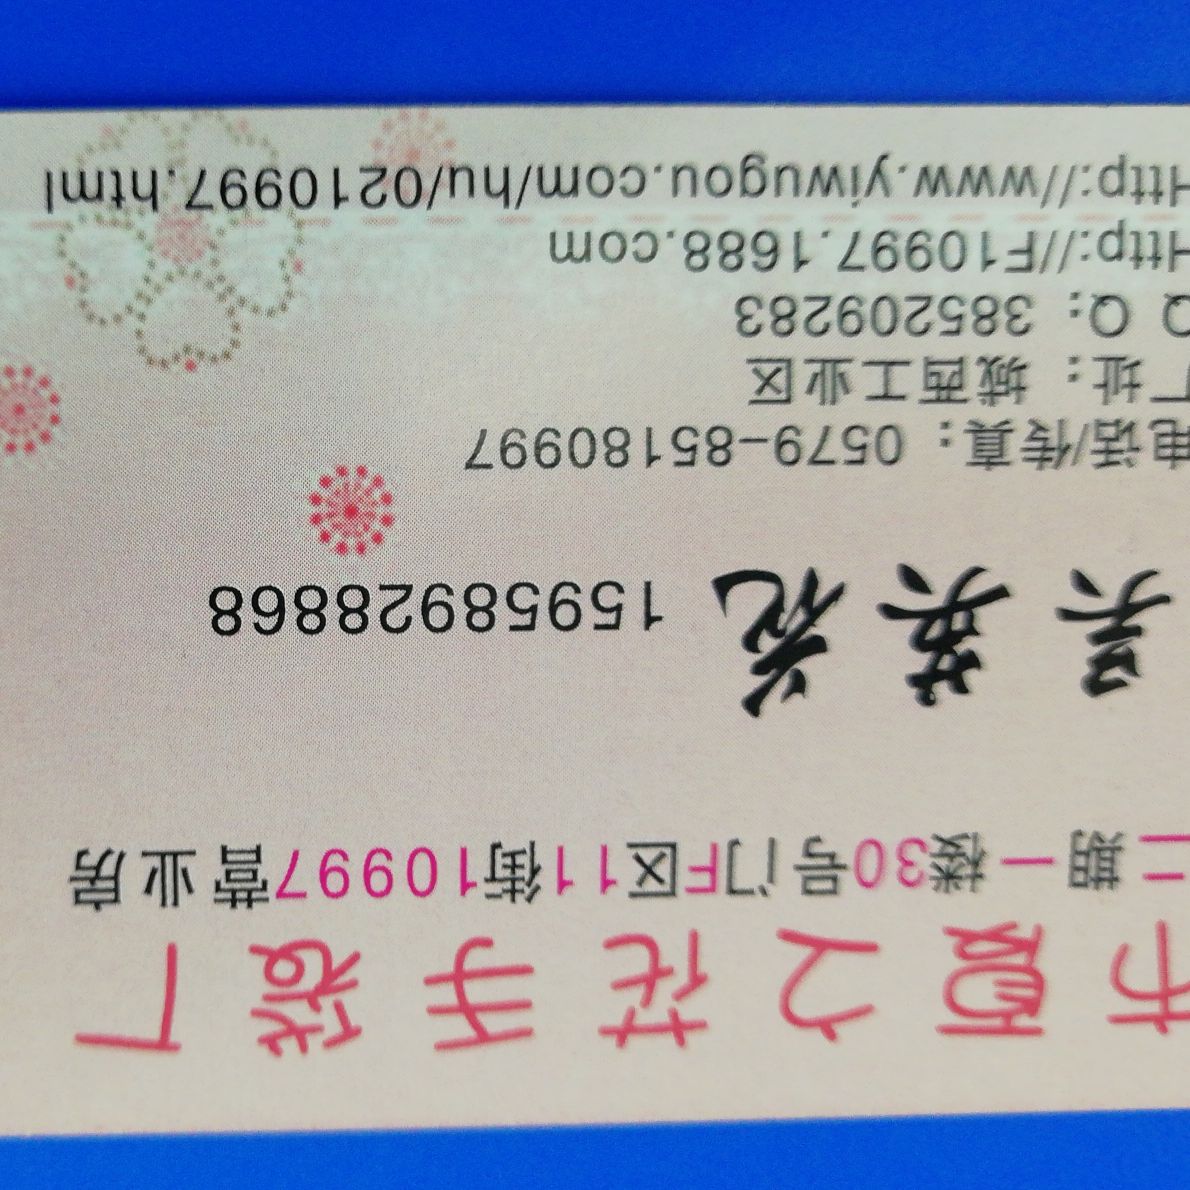 市夏之花手袋厂
二期一楼30号门F区11街10997营业房
吴英花 15958928868
电话/传真：0579-85180997
厂址：城西工业区
Q Q：385209283
Http://F10997.1688.com
Http://www.yiwugou.com/hu/0210997.html